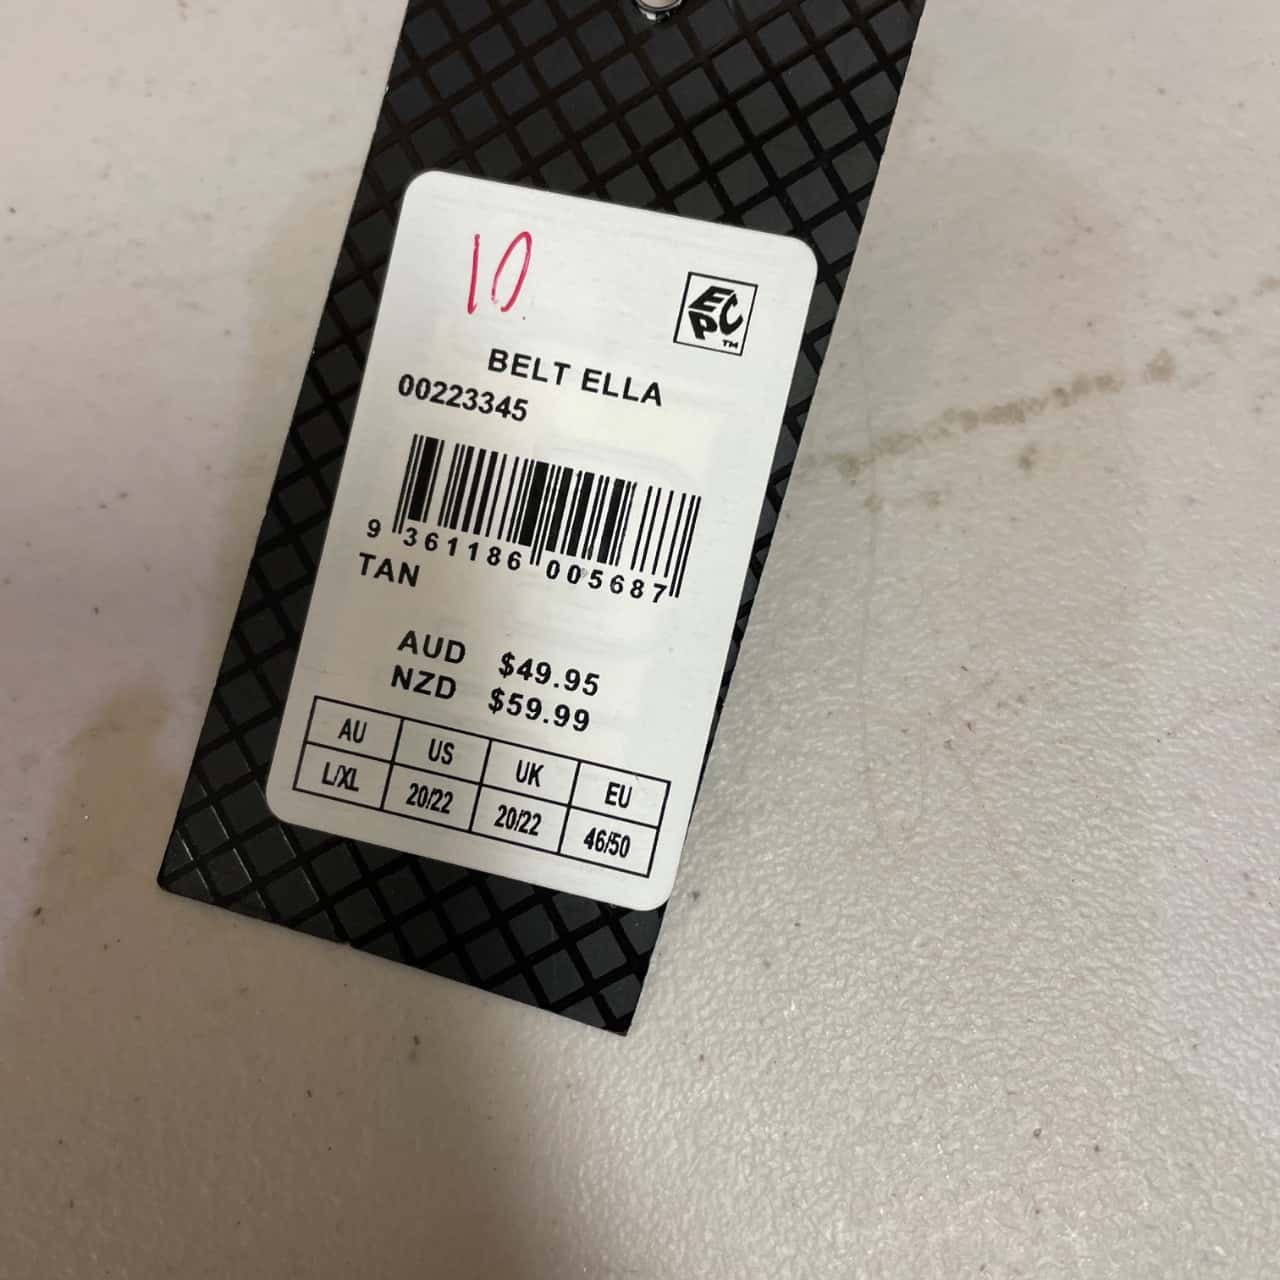 10
ECP™
BELT ELLA
00223345
9 361186 005687
TAN
AUD $49.95
NZD $59.99
AU US UK EU
L/XL 20/22 20/22 46/50